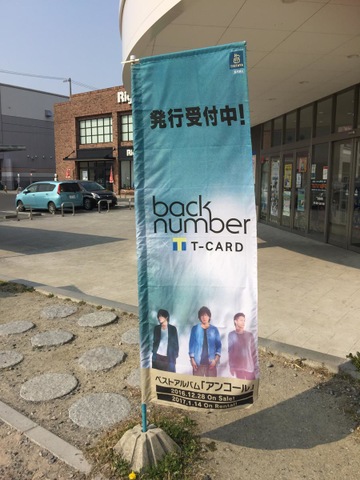 発行受付中!
back
number
T T-CARD
ベストアルバム「アンコール」
2016.12.28 On Sale!
2017.1.14 On Rental!
Ri